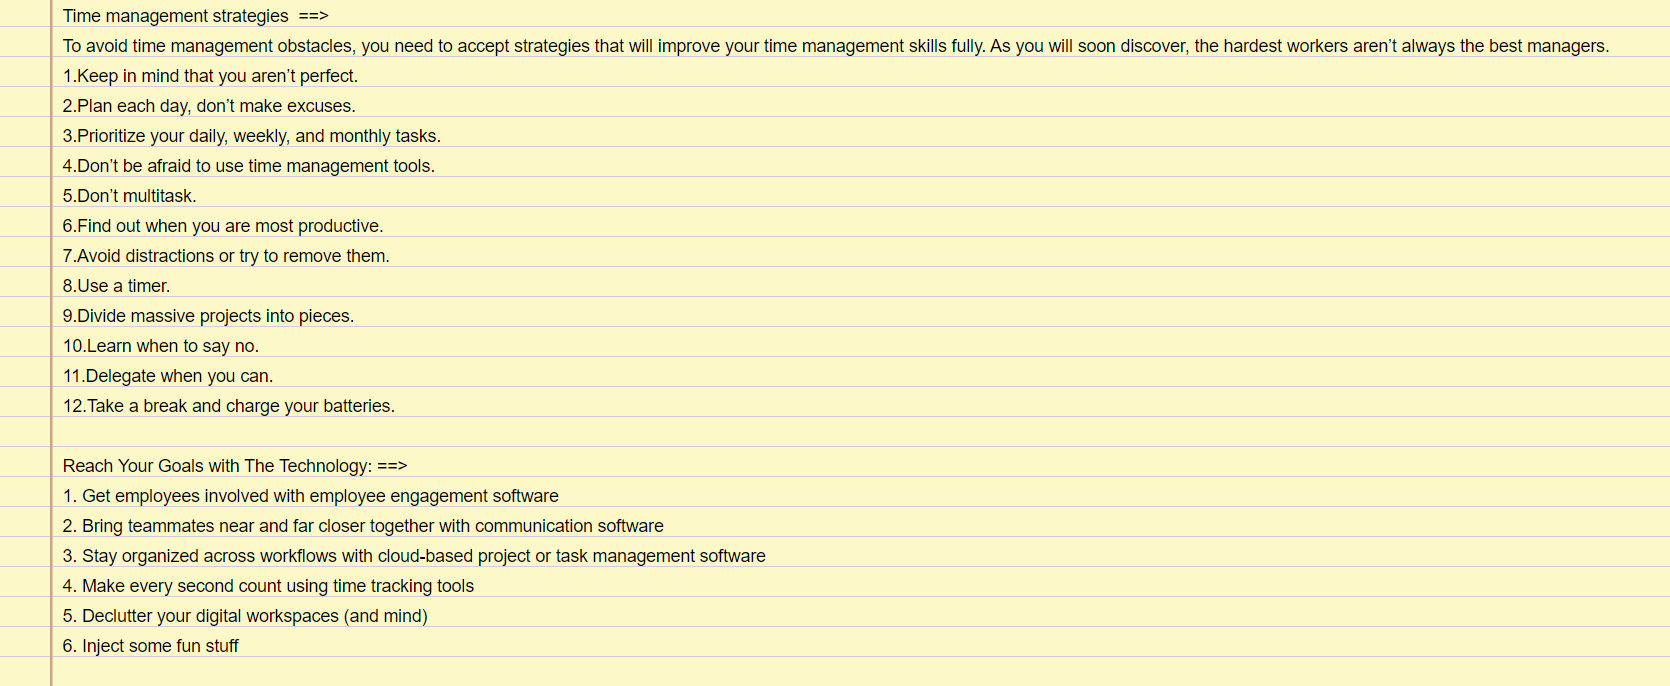 Time management strategies  ==>
To avoid time management obstacles, you need to accept strategies that will improve your time management skills fully. As you will soon discover, the hardest workers aren’t always the best managers.
1.Keep in mind that you aren’t perfect.
2.Plan each day, don’t make excuses.
3.Prioritize your daily, weekly, and monthly tasks.
4.Don’t be afraid to use time management tools.
5.Don’t multitask.
6.Find out when you are most productive.
7.Avoid distractions or try to remove them.
8.Use a timer.
9.Divide massive projects into pieces.
10.Learn when to say no.
11.Delegate when you can.
12.Take a break and charge your batteries.
Reach Your Goals with The Technology: ==>
1. Get employees involved with employee engagement software
2. Bring teammates near and far closer together with communication software
3. Stay organized across workflows with cloud-based project or task management software
4. Make every second count using time tracking tools
5. Declutter your digital workspaces (and mind)
6. Inject some fun stuff